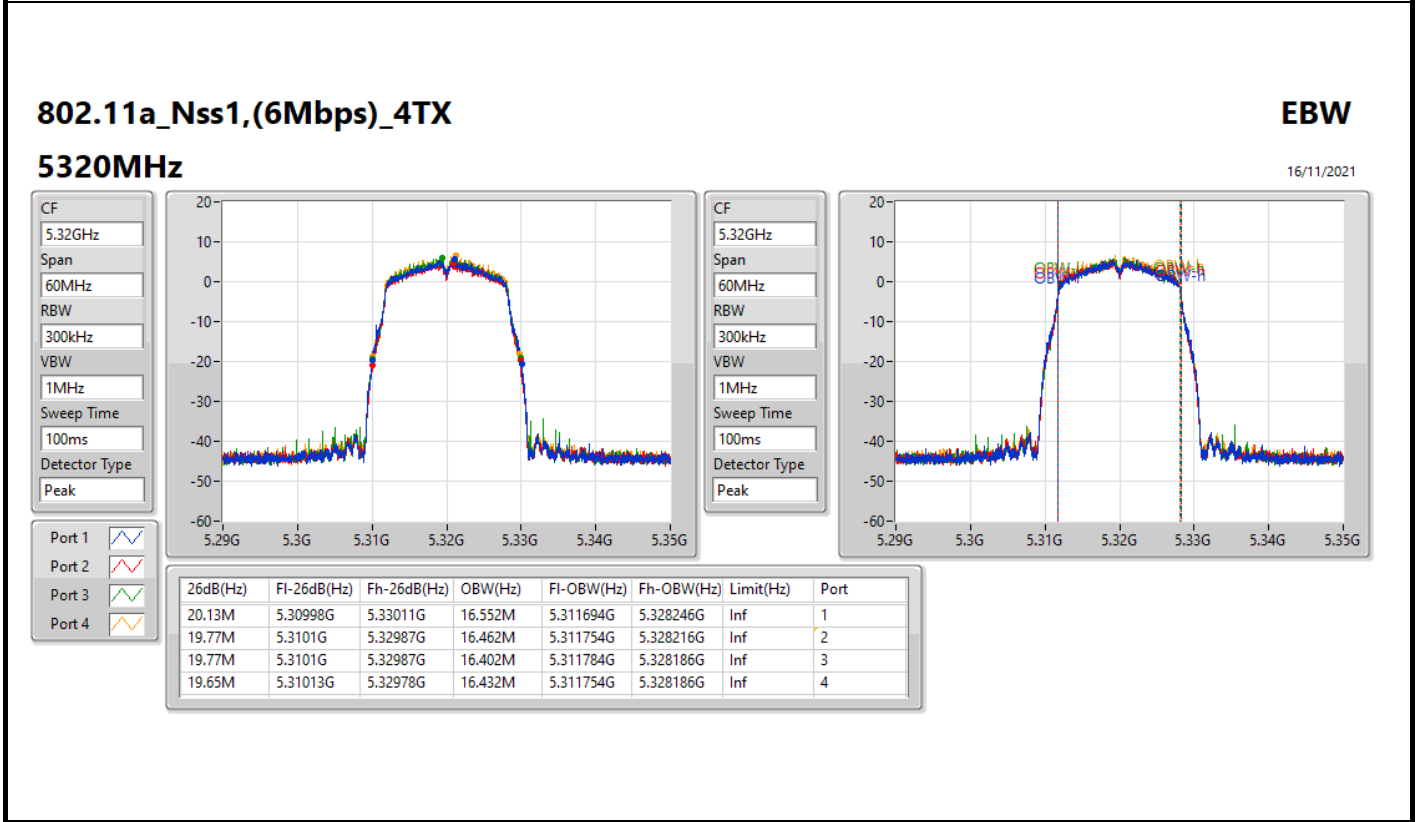 802.11a_Nss1,(6Mbps)_4TX
EBW
5320MHz
16/11/2021
CF
5.32GHz
Span
60MHz
RBW
300kHz
VBW
1MHz
Sweep Time
100ms
Detector Type
Peak
20
10
0
-10
-20
-30
-40
-50
-60
5.29G 5.3G 5.31G 5.32G 5.33G 5.34G 5.35G
CF
5.32GHz
Span
60MHz
RBW
300kHz
VBW
1MHz
Sweep Time
100ms
Detector Type
Peak
20
10
0
-10
-20
-30
-40
-50
-60
5.29G 5.3G 5.31G 5.32G 5.33G 5.34G 5.35G
Port 1
Port 2
Port 3
Port 4
26dB(Hz) Fl-26dB(Hz) Fh-26dB(Hz) OBW(Hz) Fl-OBW(Hz) Fh-OBW(Hz) Limit(Hz) Port
20.13M 5.30998G 5.33011G 16.552M 5.311694G 5.328246G Inf 1
19.77M 5.3101G 5.32987G 16.462M 5.311754G 5.328216G Inf 2
19.77M 5.3101G 5.32987G 16.402M 5.311784G 5.328186G Inf 3
19.65M 5.31013G 5.32978G 16.432M 5.311754G 5.328186G Inf 4